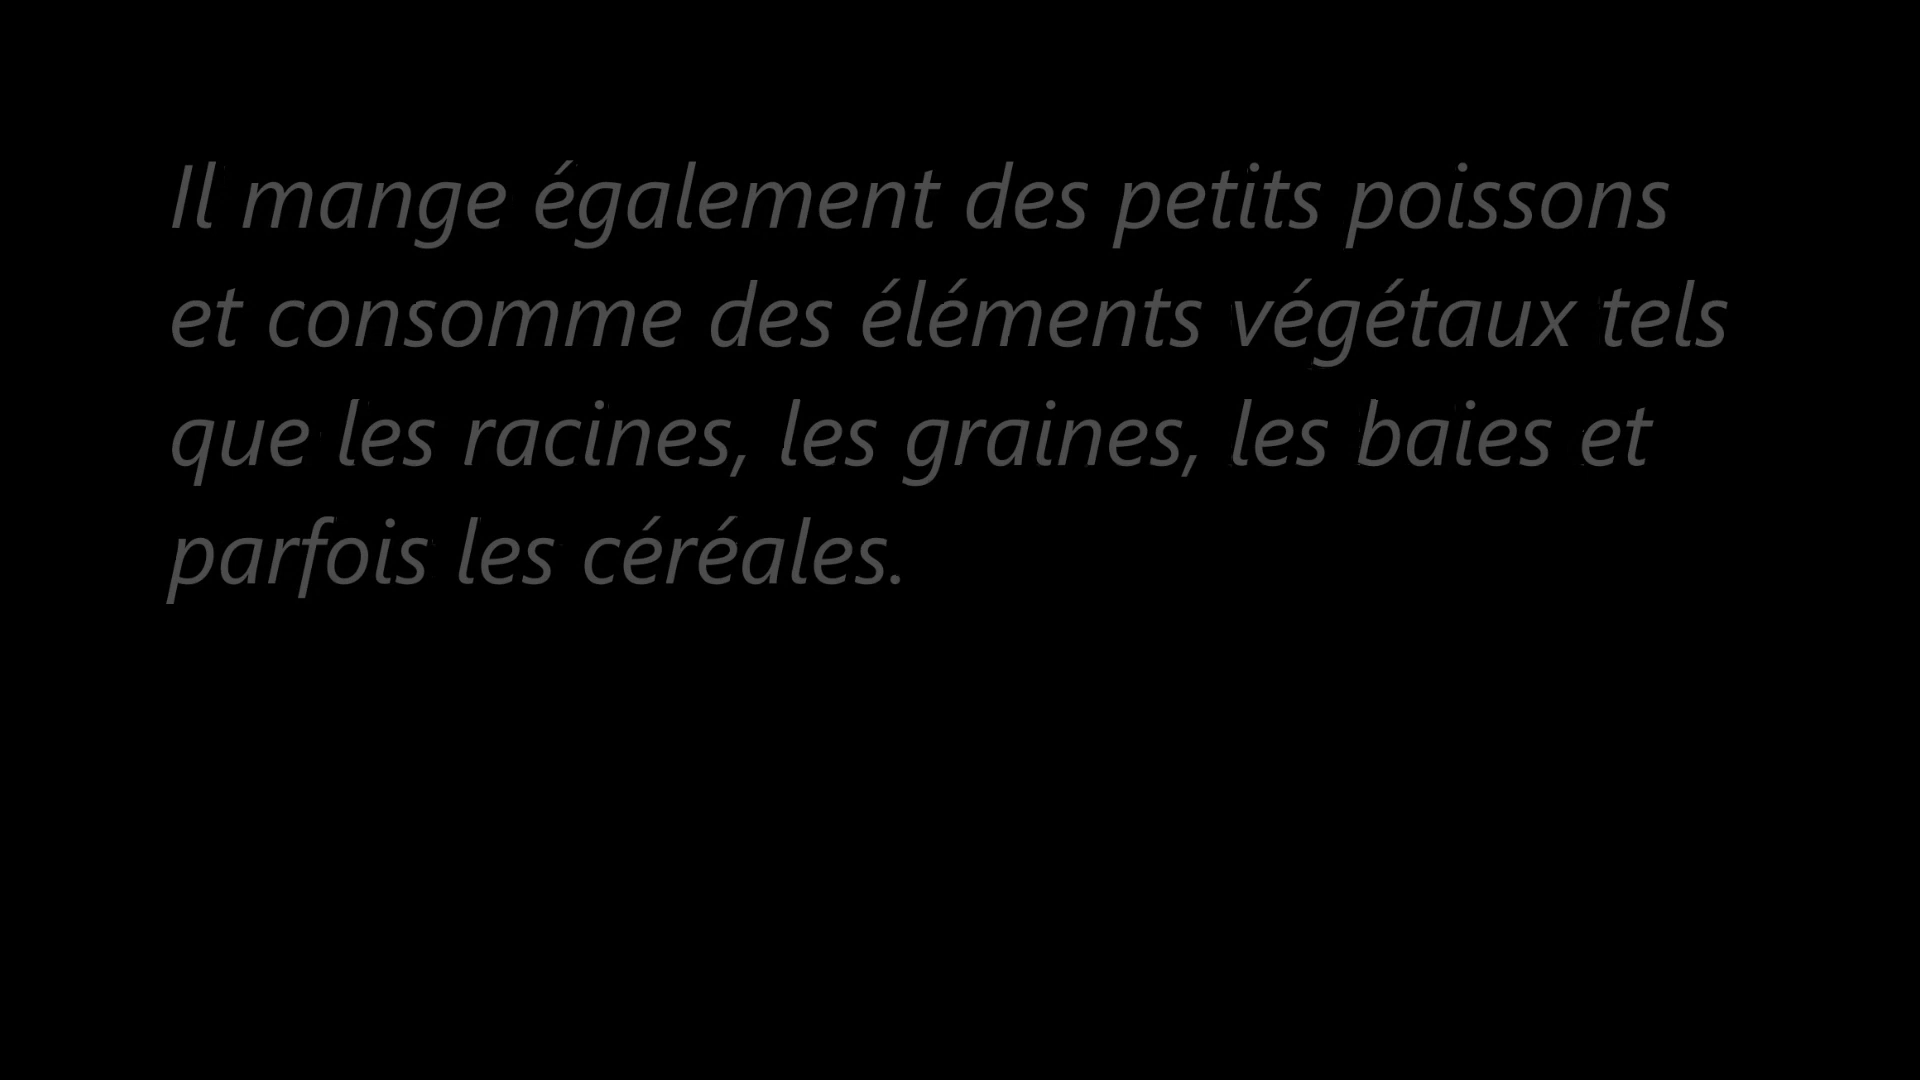 Il mange également des petits poissons
et consomme des éléments végétaux tels
que les racines, les graines, les baies et
parfois les céréales.